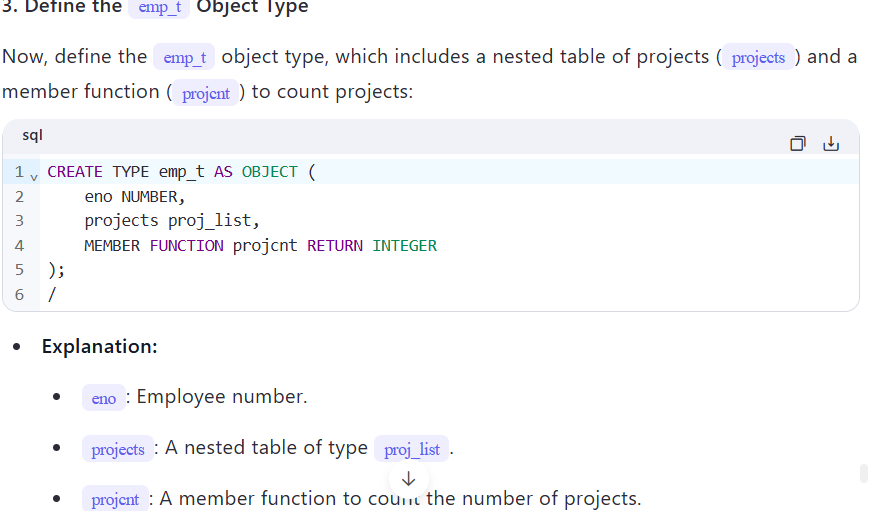 3. Define the emp_t Object Type
Now, define the emp_t object type, which includes a nested table of projects ( projects ) and a
member function ( projcnt ) to count projects:
sql
1 CREATE TYPE emp_t AS OBJECT (
2 eno NUMBER,
3 projects proj_list,
4 MEMBER FUNCTION projcnt RETURN INTEGER
5 );
6 /
• Explanation:
• eno : Employee number.
• projects : A nested table of type proj_list .
• projcnt : A member function to count the number of projects.